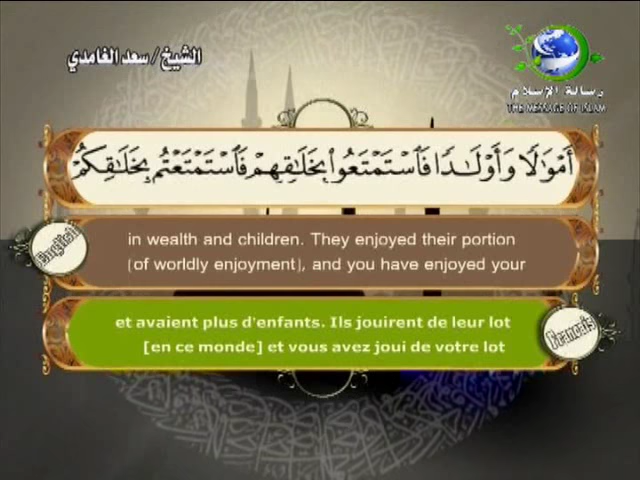 الشيخ / سعد الغامدي
رسالة الإسلام
THE MESSAGE OF ISLAM
أَمْوَٰلًا وَأَوْلَـٰدًا فَٱسْتَمْتَعُوا۟ بِخَلَـٰقِهِمْ فَٱسْتَمْتَعْتُم بِخَلَـٰقِكُمْ
English
in wealth and children. They enjoyed their portion
(of worldly enjoyment), and you have enjoyed your
et avaient plus d'enfants. Ils jouirent de leur lot
[en ce monde] et vous avez joui de votre lot
Français